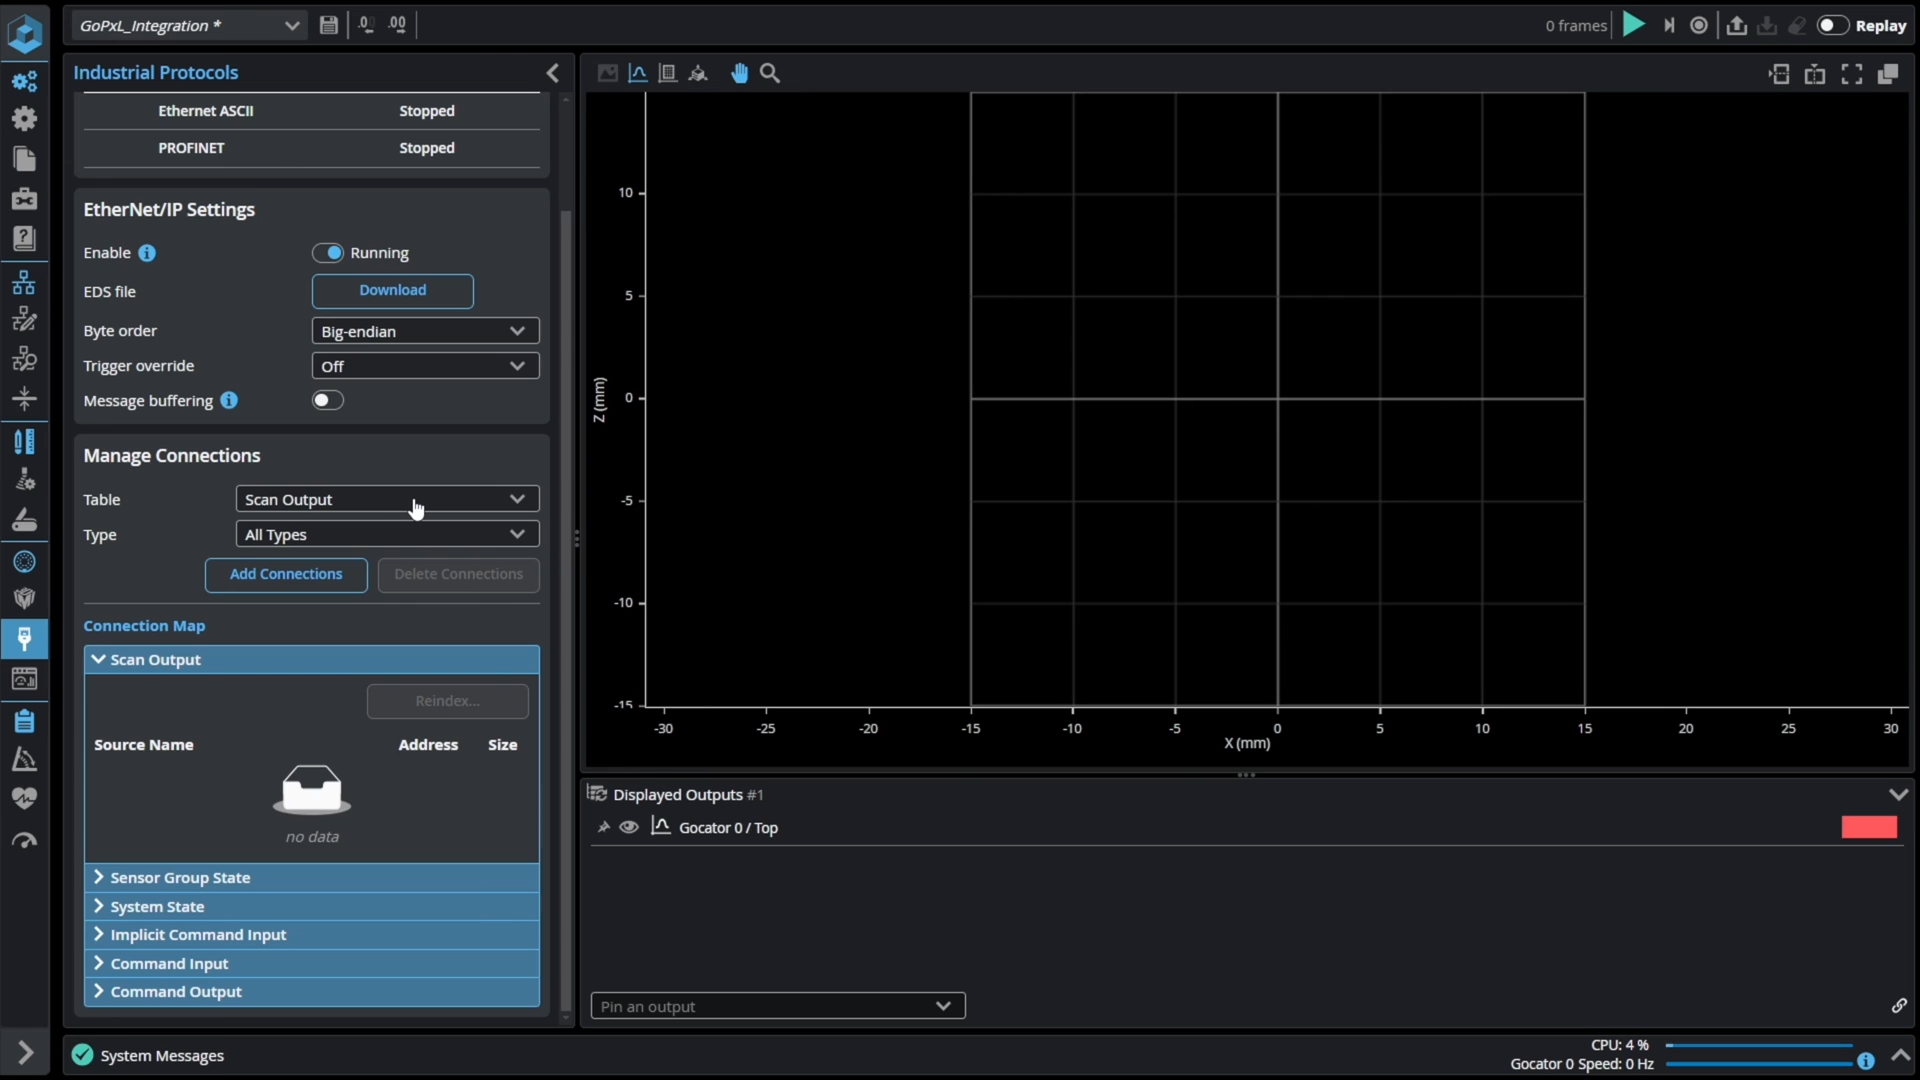 GoPxL_Integration *
0 frames
Replay
Industrial Protocols
Ethernet ASCII Stopped
PROFINET Stopped
EtherNet/IP Settings
Enable Running
EDS file Download
Byte order Big-endian
Trigger override Off
Message buffering
Manage Connections
Table Scan Output
Type All Types
Add Connections Delete Connections
Connection Map
Scan Output
Reindex...
Source Name Address Size
no data
Sensor Group State
System State
Implicit Command Input
Command Input
Command Output
Z (mm)
10
5
0
-5
-10
-15
-30 -25 -20 -15 -10 -5 0 5 10 15 20 25 30
X (mm)
Displayed Outputs #1
Gocator 0 / Top
Pin an output
System Messages
CPU: 4 %
Gocator 0 Speed: 0 Hz